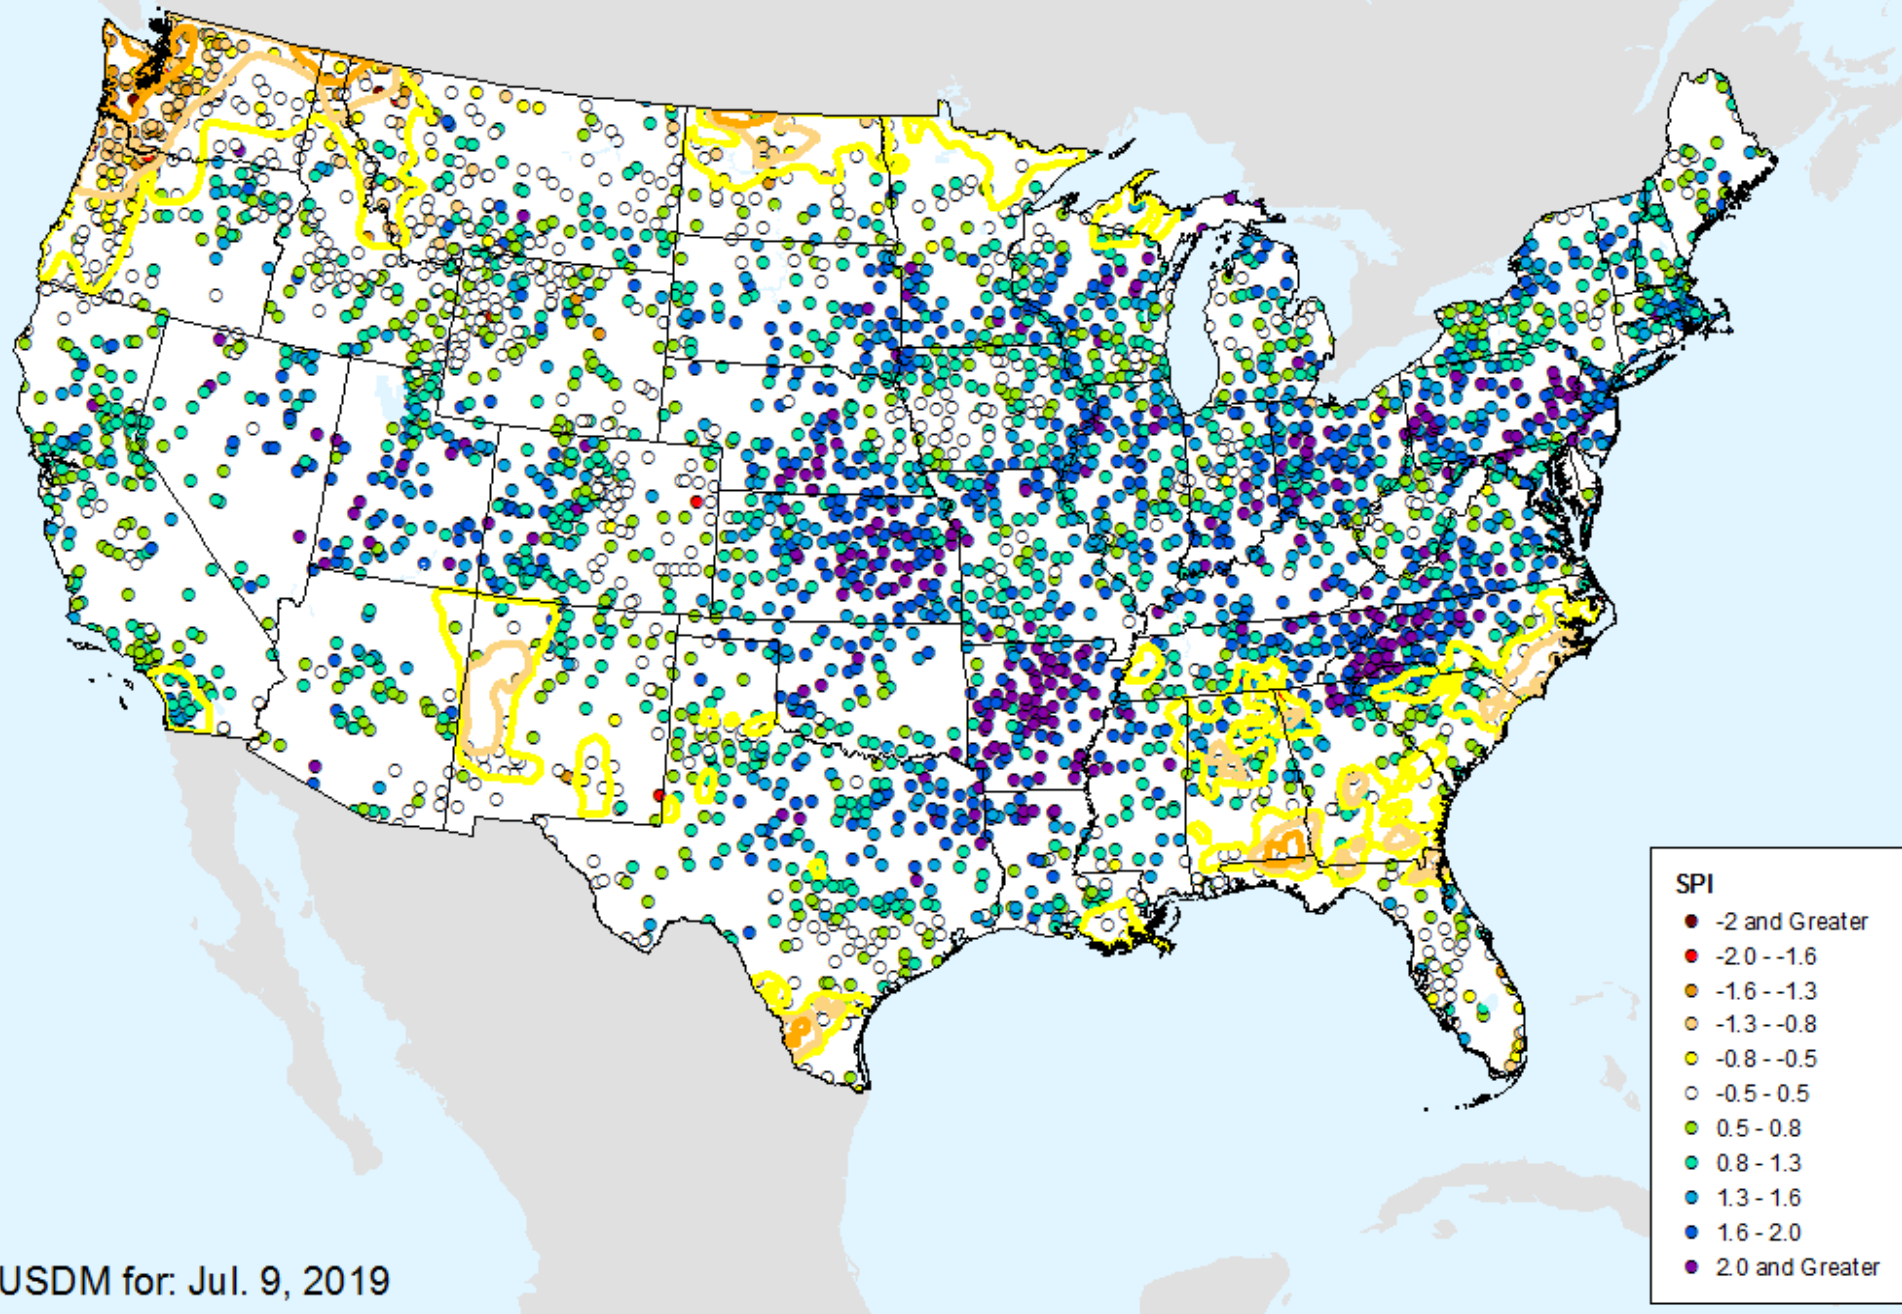 SPI
-2 and Greater
-2.0 - -1.6
-1.6 - -1.3
-1.3 - -0.8
-0.8 - -0.5
-0.5 - 0.5
0.5 - 0.8
0.8 - 1.3
1.3 - 1.6
1.6 - 2.0
2.0 and Greater
USDM for: Jul. 9, 2019